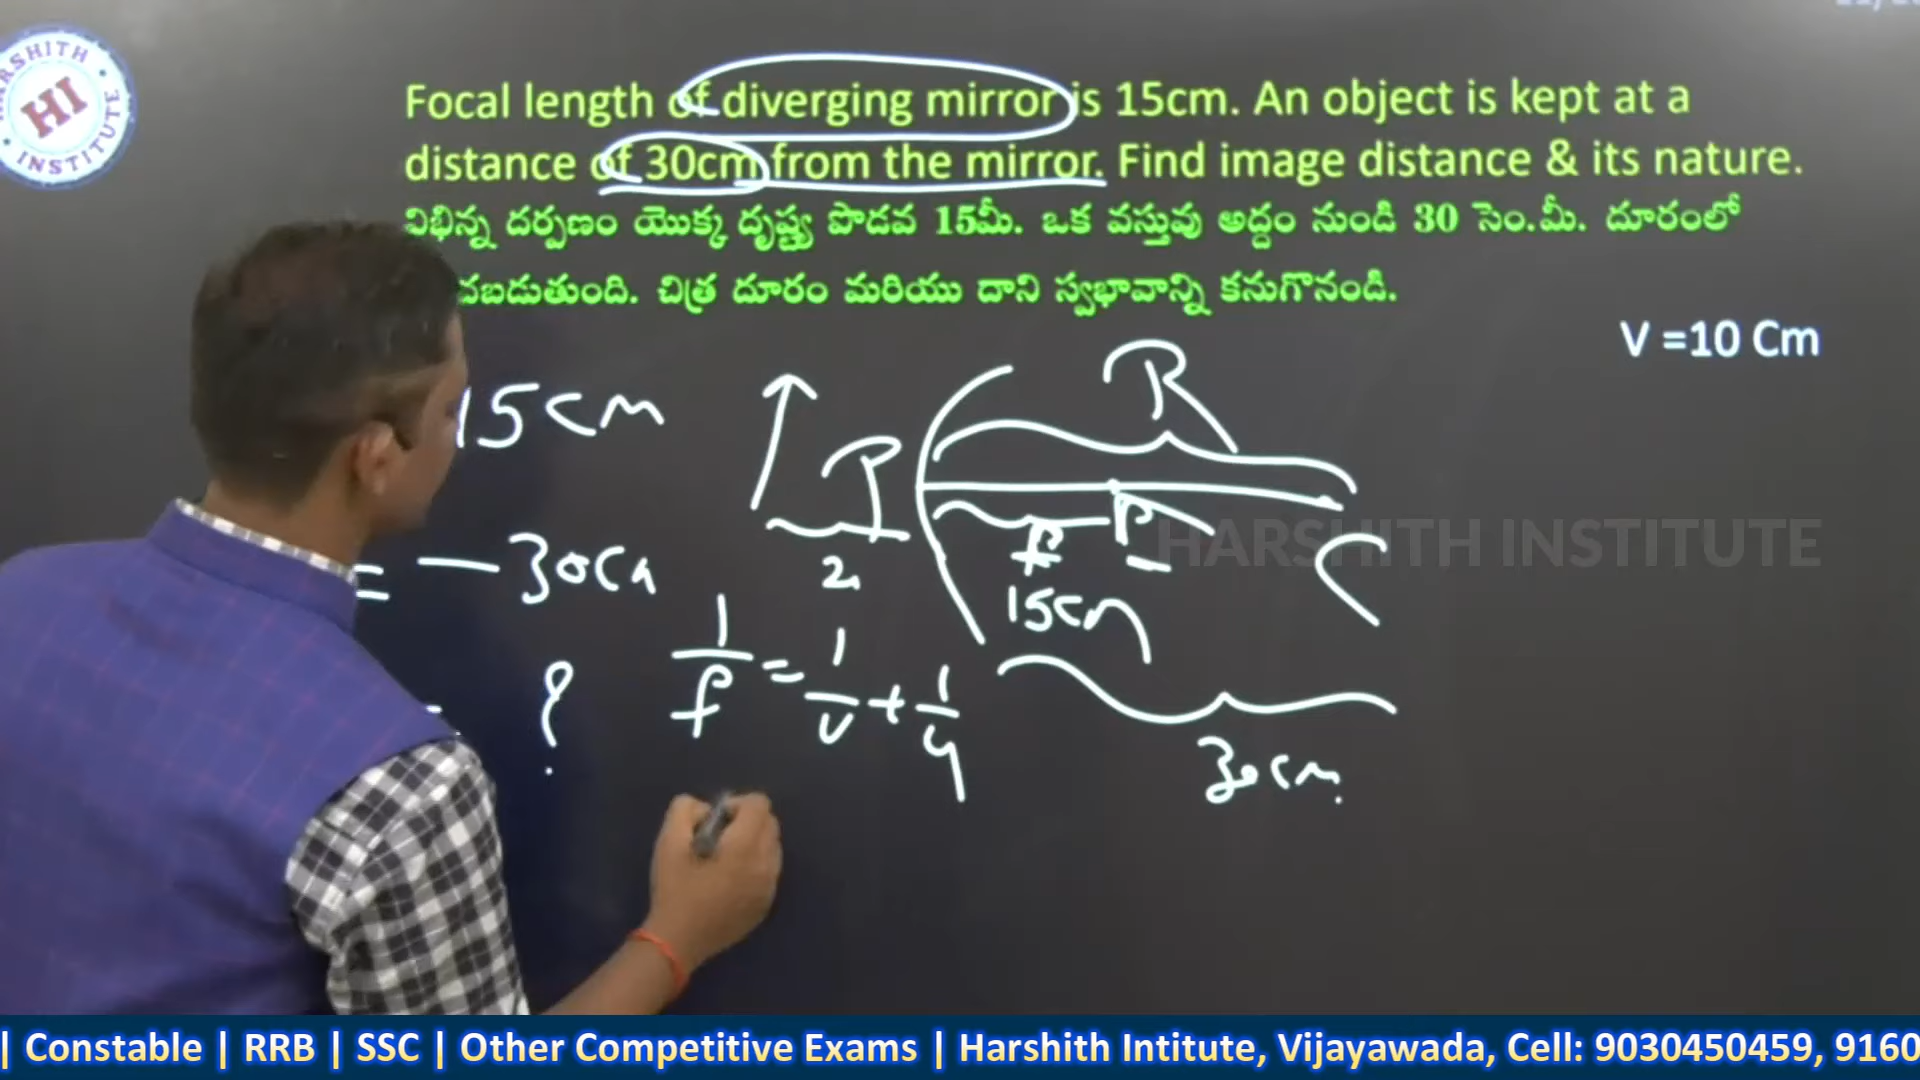 HARSHITH
HI
INSTITUTE
Focal length of diverging mirror is 15cm. An object is kept at a
distance of 30cm from the mirror. Find image distance & its nature.
విభిన్న దర్పణం యొక్క దృష్ట్య పొడవ 15మీ. ఒక వస్తువు అద్దం నుండి 30 సెం.మీ. దూరంలో
చిత్ర దూరం మరియు దాని స్వభావాన్ని కనుగొనండి.
V =10 Cm
15cm
R
P
F
f
C
15cm
= -30cm
u
1/f = 1/v + 1/u
?
30cm
HARSHITH INSTITUTE
| Constable | RRB | SSC | Other Competitive Exams | Harshith Intitute, Vijayawada, Cell: 9030450459, 9160